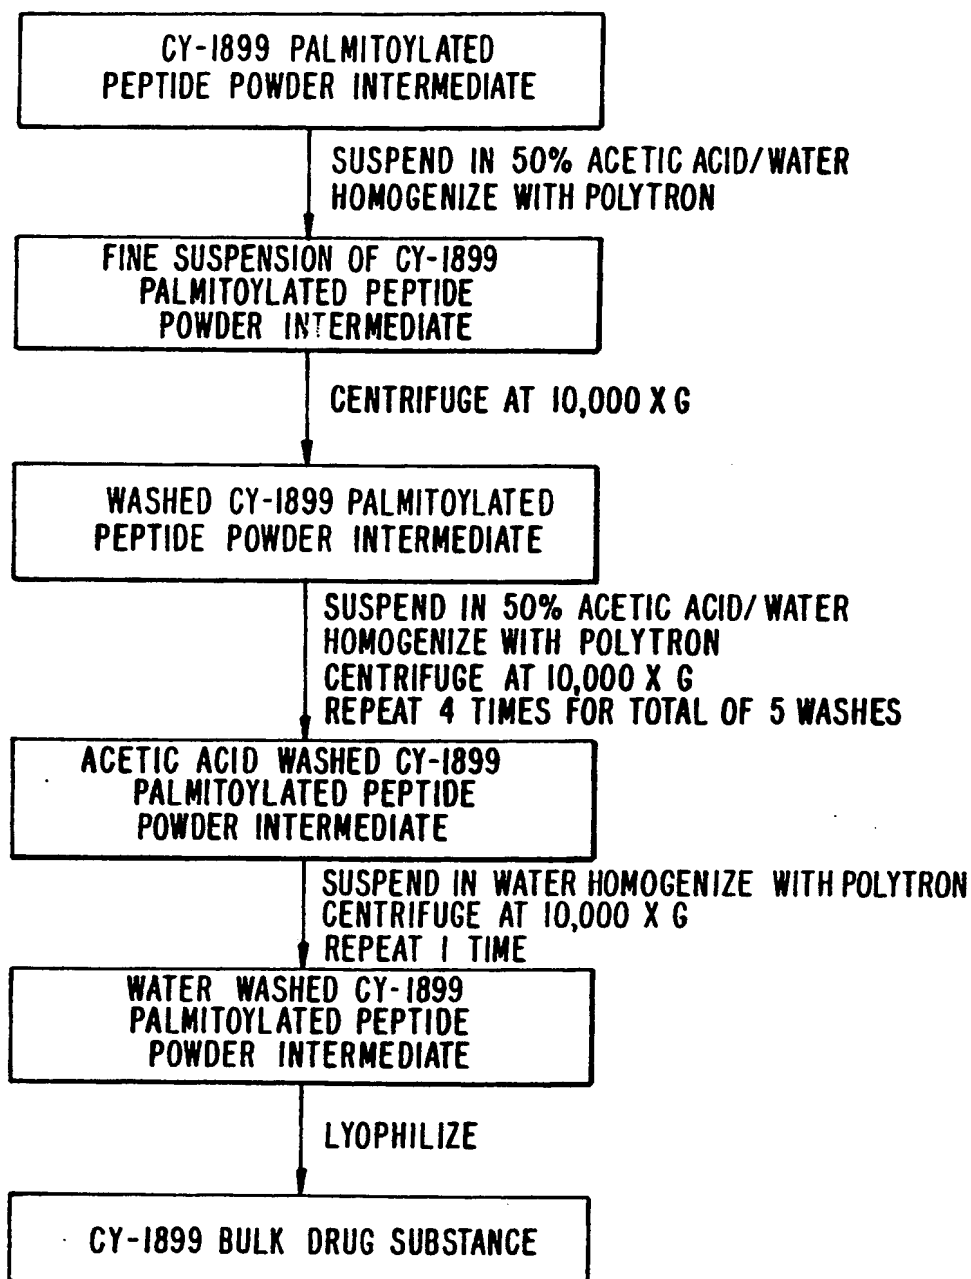 CY-1899 PALMITOYLATED
PEPTIDE POWDER INTERMEDIATE
SUSPEND IN 50% ACETIC ACID/WATER
HOMOGENIZE WITH POLYTRON
FINE SUSPENSION OF CY-1899
PALMITOYLATED PEPTIDE
POWDER INTERMEDIATE
CENTRIFUGE AT 10,000 X G
WASHED CY-1899 PALMITOYLATED
PEPTIDE POWDER INTERMEDIATE
SUSPEND IN 50% ACETIC ACID/WATER
HOMOGENIZE WITH POLYTRON
CENTRIFUGE AT 10,000 X G
REPEAT 4 TIMES FOR TOTAL OF 5 WASHES
ACETIC ACID WASHED CY-1899
PALMITOYLATED PEPTIDE
POWDER INTERMEDIATE
SUSPEND IN WATER HOMOGENIZE WITH POLYTRON
CENTRIFUGE AT 10,000 X G
REPEAT 1 TIME
WATER WASHED CY-1899
PALMITOYLATED PEPTIDE
POWDER INTERMEDIATE
LYOPHILIZE
CY-1899 BULK DRUG SUBSTANCE